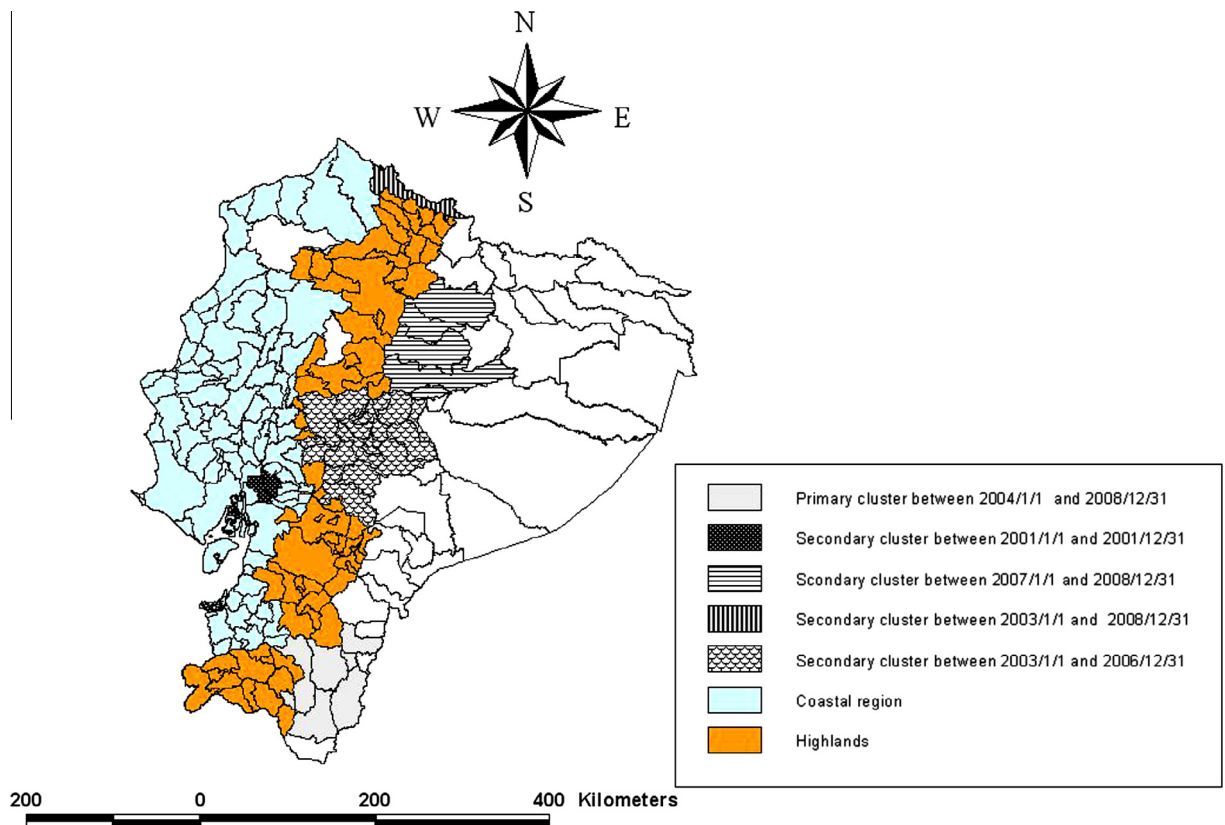 N
W E
S
Primary cluster between 2004/1/1 and 2008/12/31
Secondary cluster between 2001/1/1 and 2001/12/31
Scondary cluster between 2007/1/1 and 2008/12/31
Secondary cluster between 2003/1/1 and 2008/12/31
Secondary cluster between 2003/1/1 and 2006/12/31
Coastal region
Highlands
200 0 200 400 Kilometers